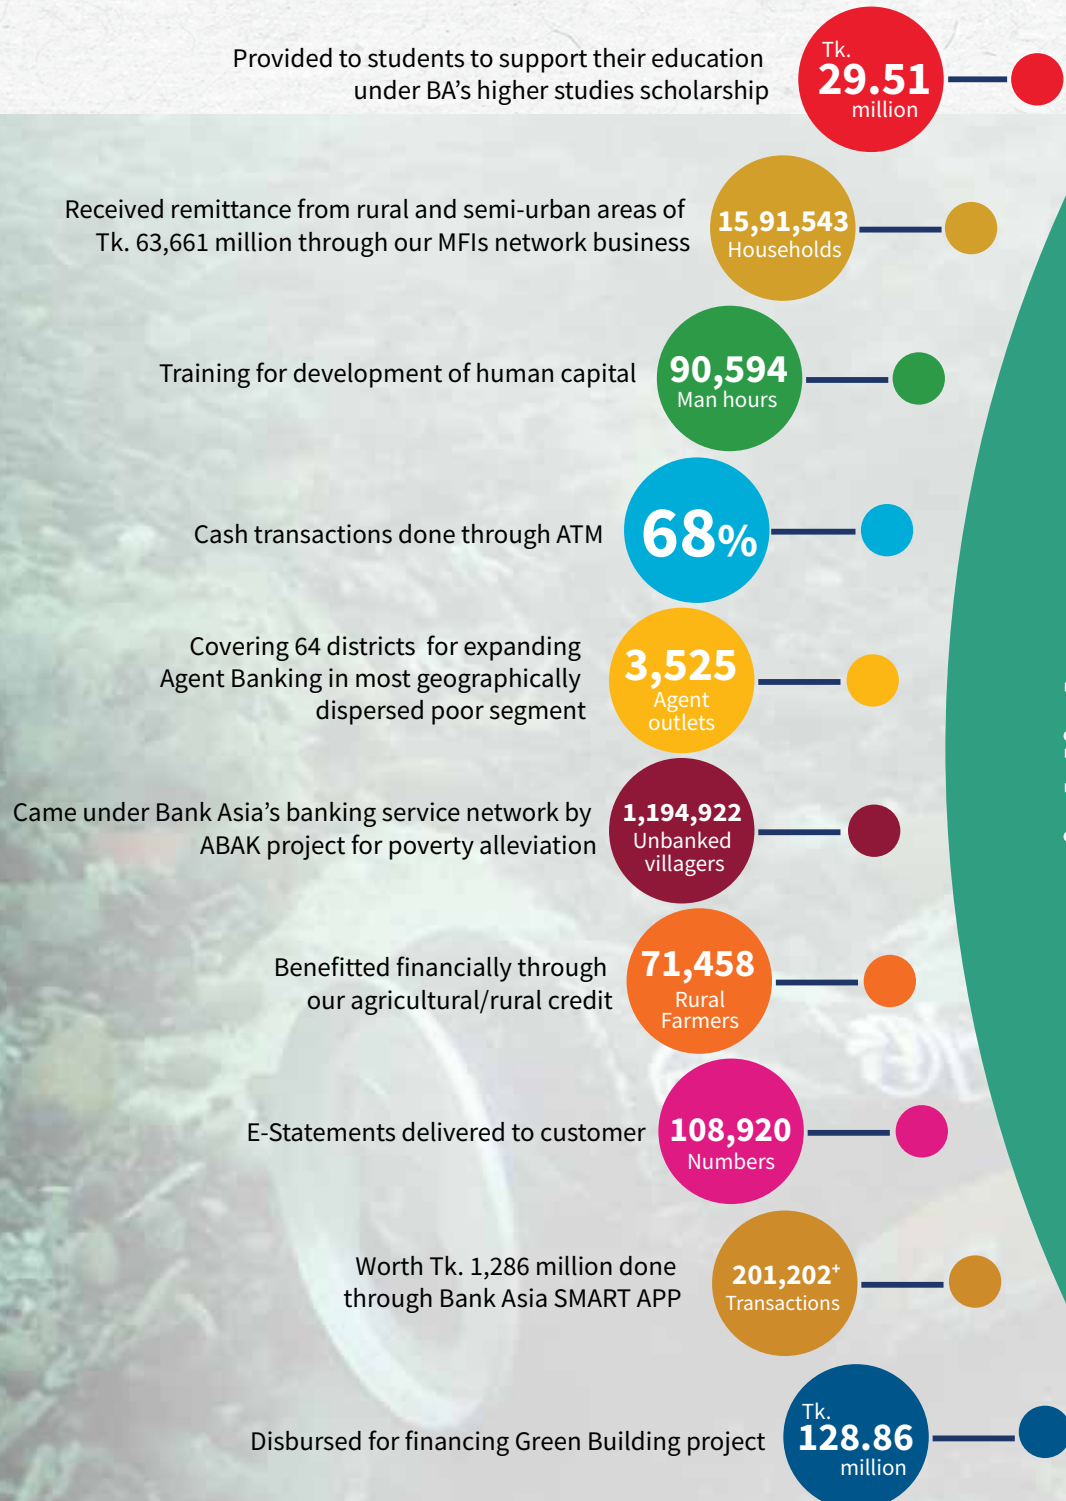 Provided to students to support their education
under BA's higher studies scholarship
Tk.
29.51
million
Received remittance from rural and semi-urban areas of
Tk. 63,661 million through our MFIs network business
15,91,543
Households
Training for development of human capital
90,594
Man hours
Cash transactions done through ATM
68%
Covering 64 districts for expanding
Agent Banking in most geographically
dispersed poor segment
3,525
Agent
outlets
Came under Bank Asia's banking service network by
ABAK project for poverty alleviation
1,194,922
Unbanked
villagers
Benefitted financially through
our agricultural/rural credit
71,458
Rural
Farmers
E-Statements delivered to customer
108,920
Numbers
Worth Tk. 1,286 million done
through Bank Asia SMART APP
201,202+
Transactions
Disbursed for financing Green Building project
Tk.
128.86
million